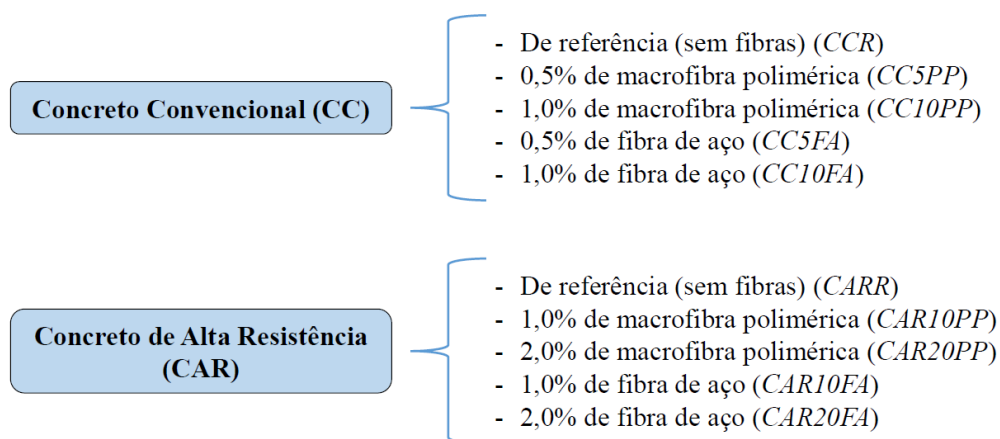 Concreto Convencional (CC)
- De referência (sem fibras) (CCR)
- 0,5% de macrofibra polimérica (CC5PP)
- 1,0% de macrofibra polimérica (CC10PP)
- 0,5% de fibra de aço (CC5FA)
- 1,0% de fibra de aço (CC10FA)
Concreto de Alta Resistência
(CAR)
- De referência (sem fibras) (CARR)
- 1,0% de macrofibra polimérica (CAR10PP)
- 2,0% de macrofibra polimérica (CAR20PP)
- 1,0% de fibra de aço (CAR10FA)
- 2,0% de fibra de aço (CAR20FA)